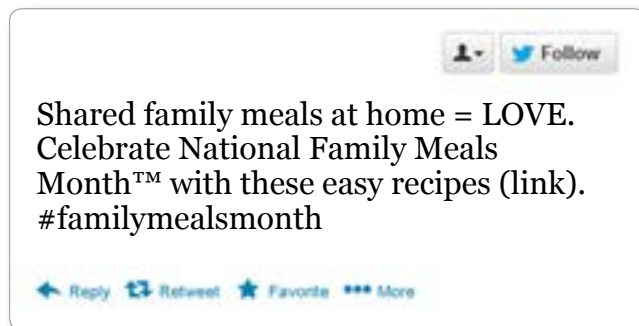 Follow
Shared family meals at home = LOVE.
Celebrate National Family Meals
Month™ with these easy recipes (link).
#familymealsmonth
Reply Retweet Favorite More